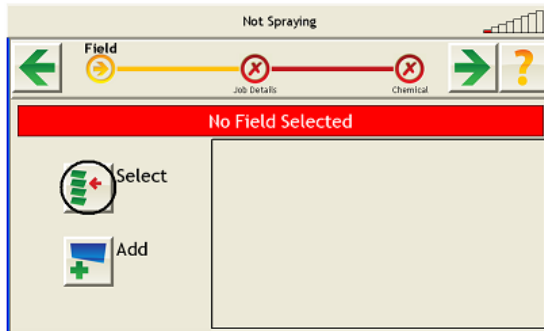 Not Spraying
Field
Job Details
Chemical
?
No Field Selected
Select
Add